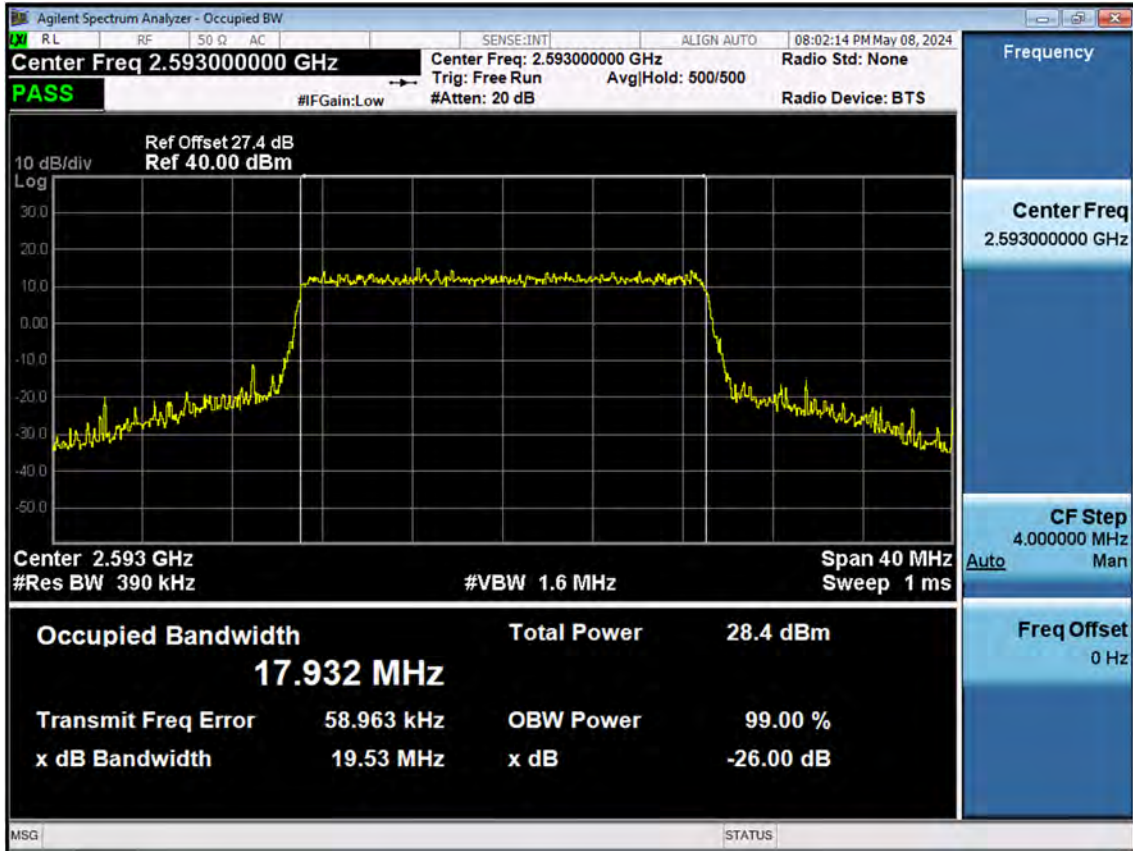 Agilent Spectrum Analyzer - Occupied BW
LXI RL RF 50 Ω AC SENSE:INT ALIGN AUTO 08:02:14 PM May 08, 2024
Center Freq 2.593000000 GHz
Center Freq: 2.593000000 GHz
Radio Std: None
Trig: Free Run Avg|Hold: 500/500
PASS
#IFGain:Low
#Atten: 20 dB
Radio Device: BTS
Ref Offset 27.4 dB
10 dB/div Ref 40.00 dBm
Log
30.0
20.0
10.0
0.00
-10.0
-20.0
-30.0
-40.0
-50.0
Center 2.593 GHz Span 40 MHz
#Res BW 390 kHz #VBW 1.6 MHz Sweep 1 ms
Occupied Bandwidth Total Power 28.4 dBm
17.932 MHz
Transmit Freq Error 58.963 kHz OBW Power 99.00 %
x dB Bandwidth 19.53 MHz x dB -26.00 dB
MSG STATUS
Frequency
Center Freq
2.593000000 GHz
CF Step
4.000000 MHz
Auto Man
Freq Offset
0 Hz